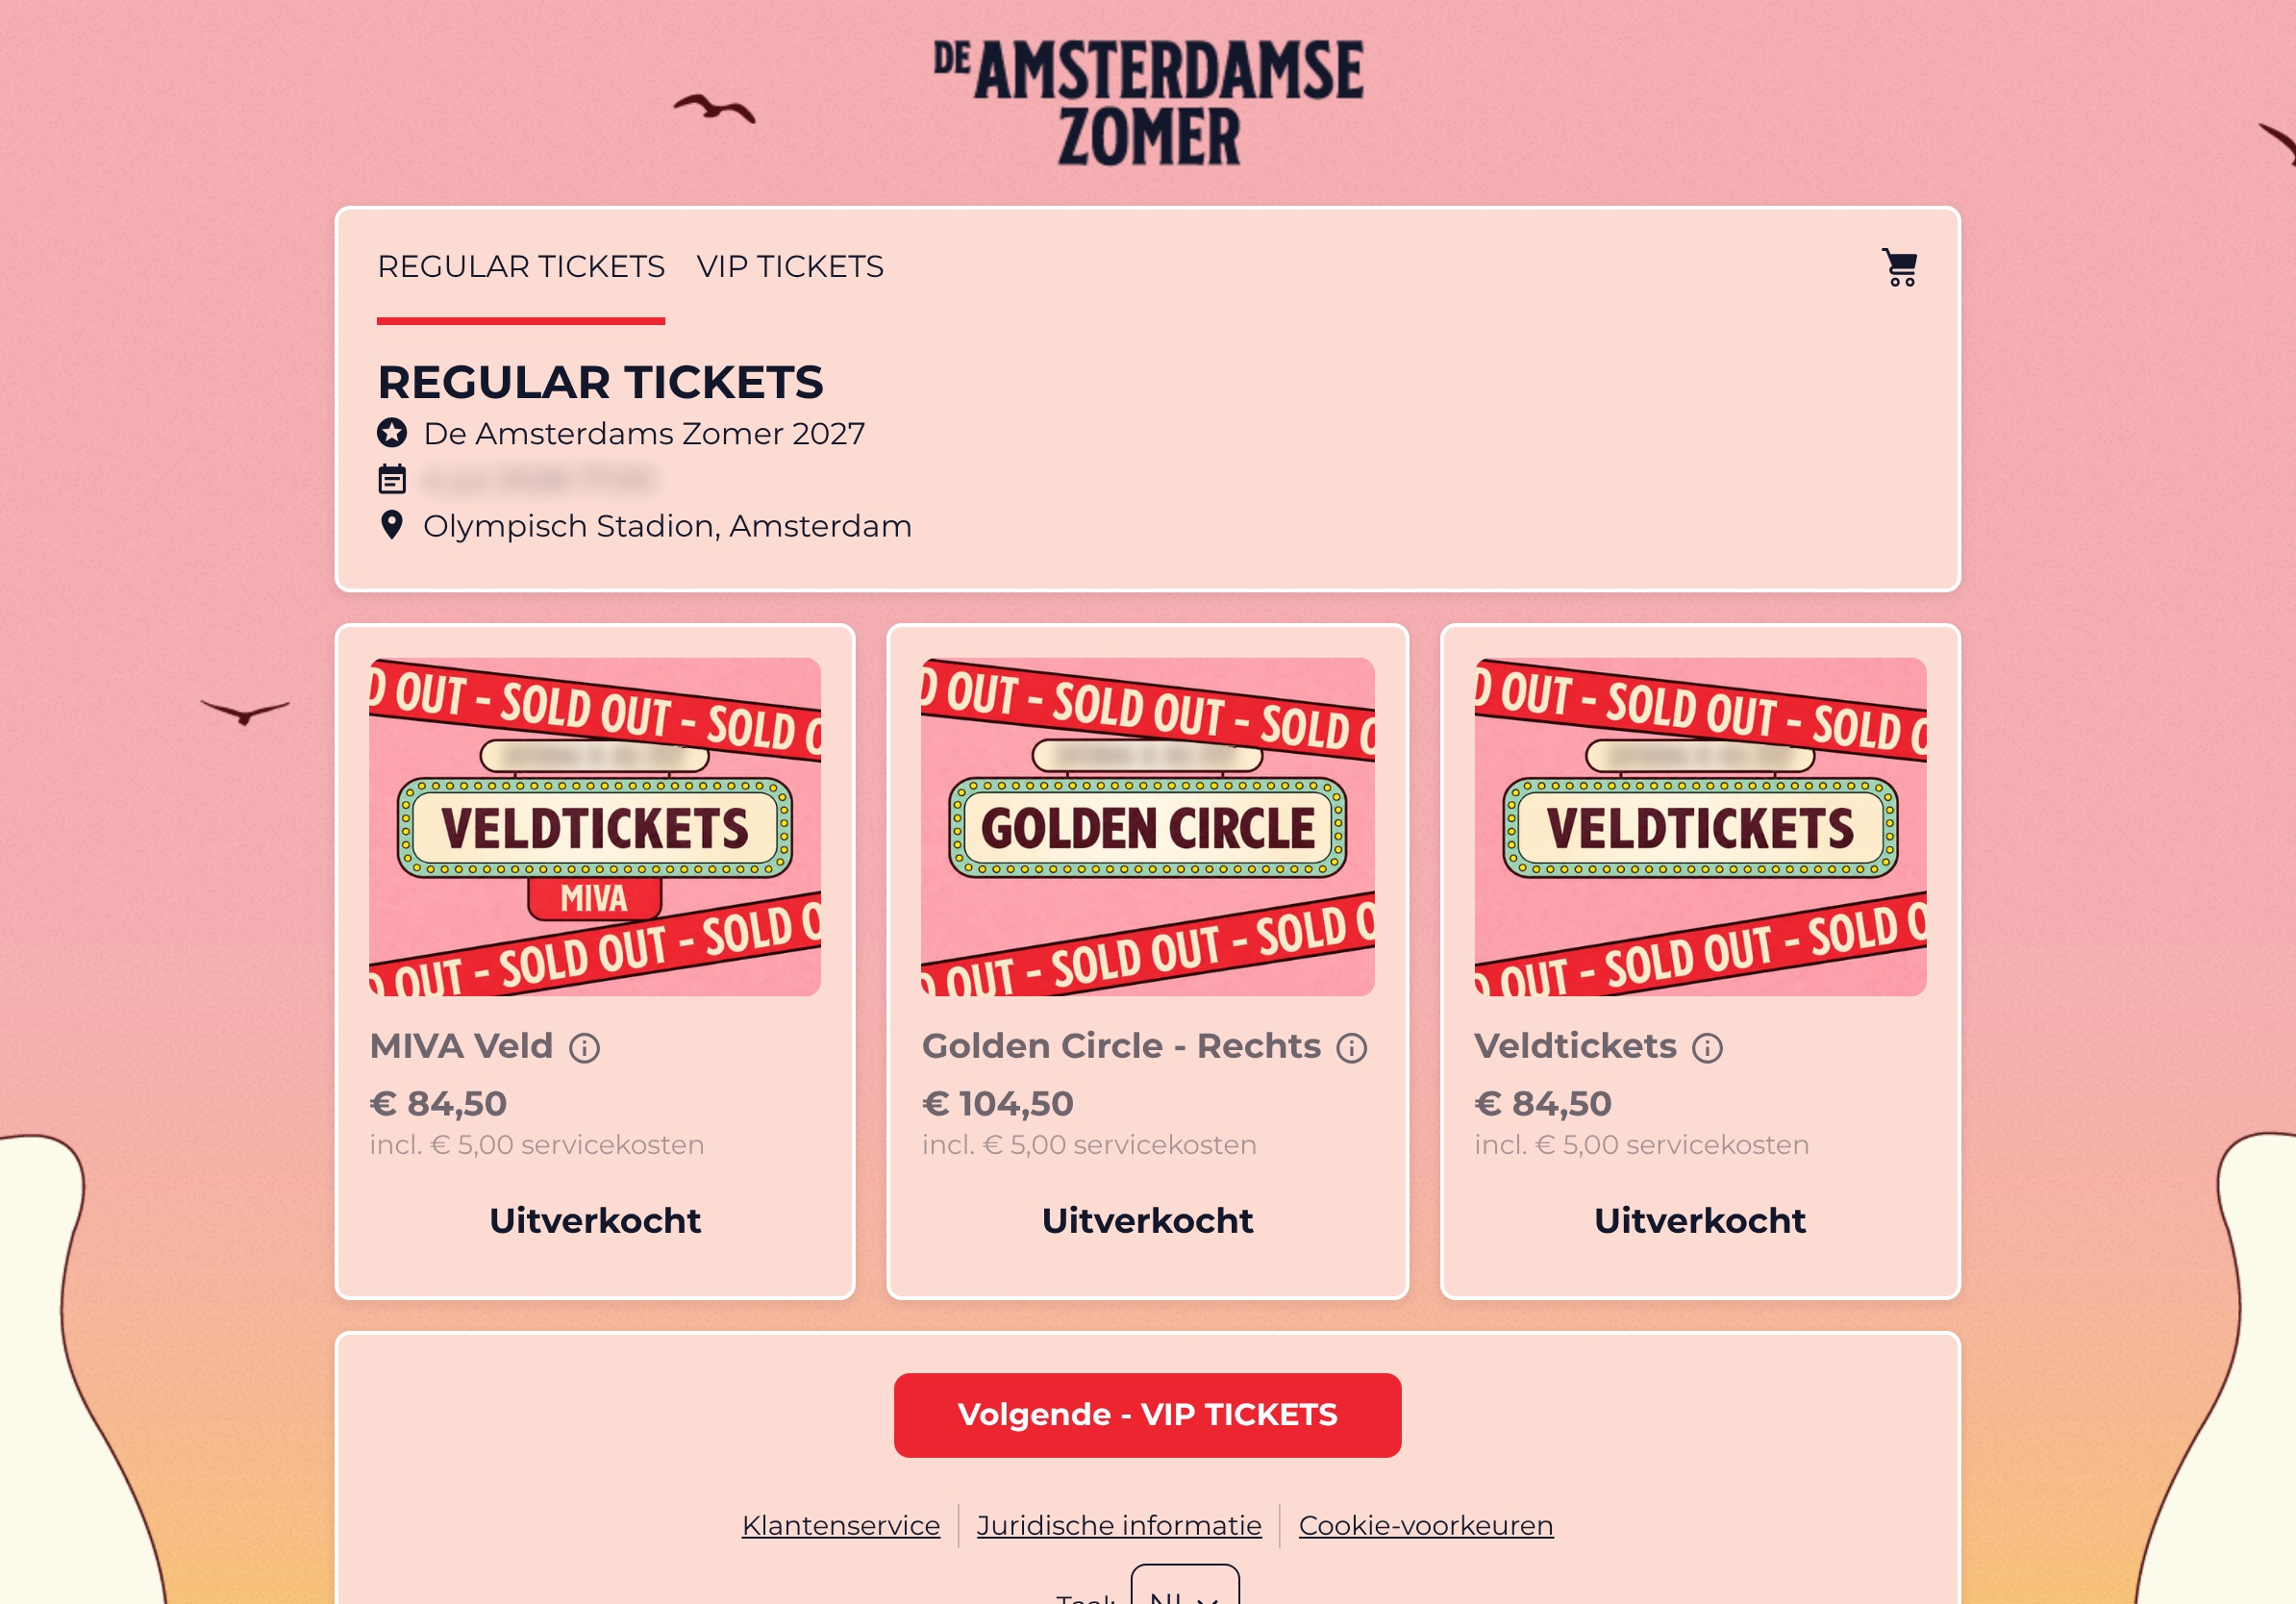 DE AMSTERDAMSE
ZOMER
REGULAR TICKETS VIP TICKETS
REGULAR TICKETS
De Amsterdams Zomer 2027
Olympisch Stadion, Amsterdam
D OUT - SOLD OUT - SOLD O
VELDTICKETS
MIVA
D OUT - SOLD OUT - SOLD O
MIVA Veld
€ 84,50
incl. € 5,00 servicekosten
Uitverkocht
D OUT - SOLD OUT - SOLD O
GOLDEN CIRCLE
D OUT - SOLD OUT - SOLD O
Golden Circle - Rechts
€ 104,50
incl. € 5,00 servicekosten
Uitverkocht
D OUT - SOLD OUT - SOLD O
VELDTICKETS
D OUT - SOLD OUT - SOLD O
Veldtickets
€ 84,50
incl. € 5,00 servicekosten
Uitverkocht
Volgende - VIP TICKETS
Klantenservice
Juridische informatie
Cookie-voorkeuren
Taal: NL